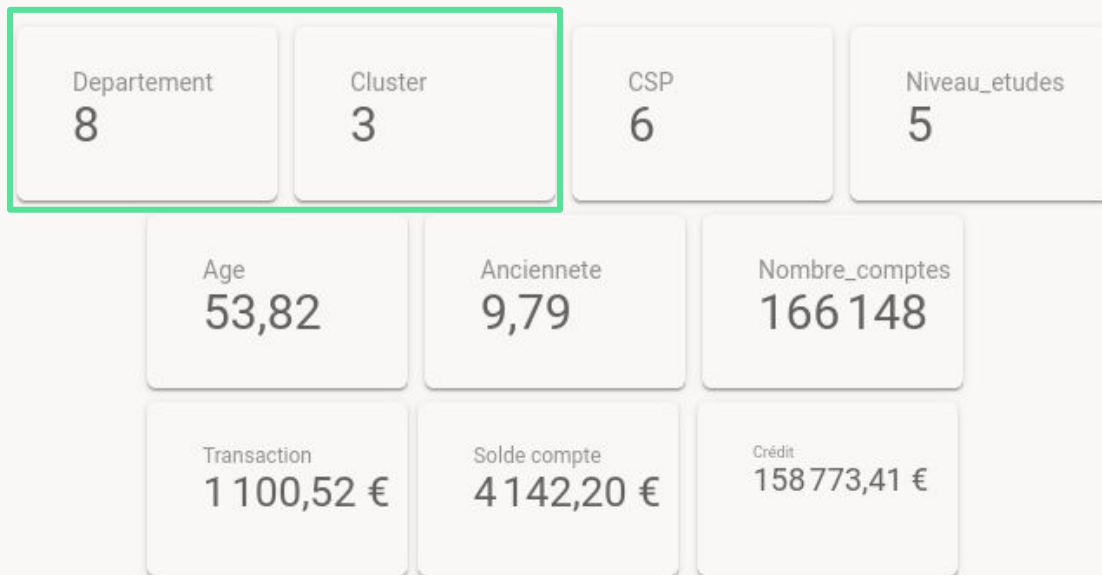 Departement
8
Cluster
3
CSP
6
Niveau_etudes
5
Age
53,82
Anciennete
9,79
Nombre_comptes
166 148
Transaction
1 100,52 €
Solde compte
4 142,20 €
Crédit
158 773,41 €